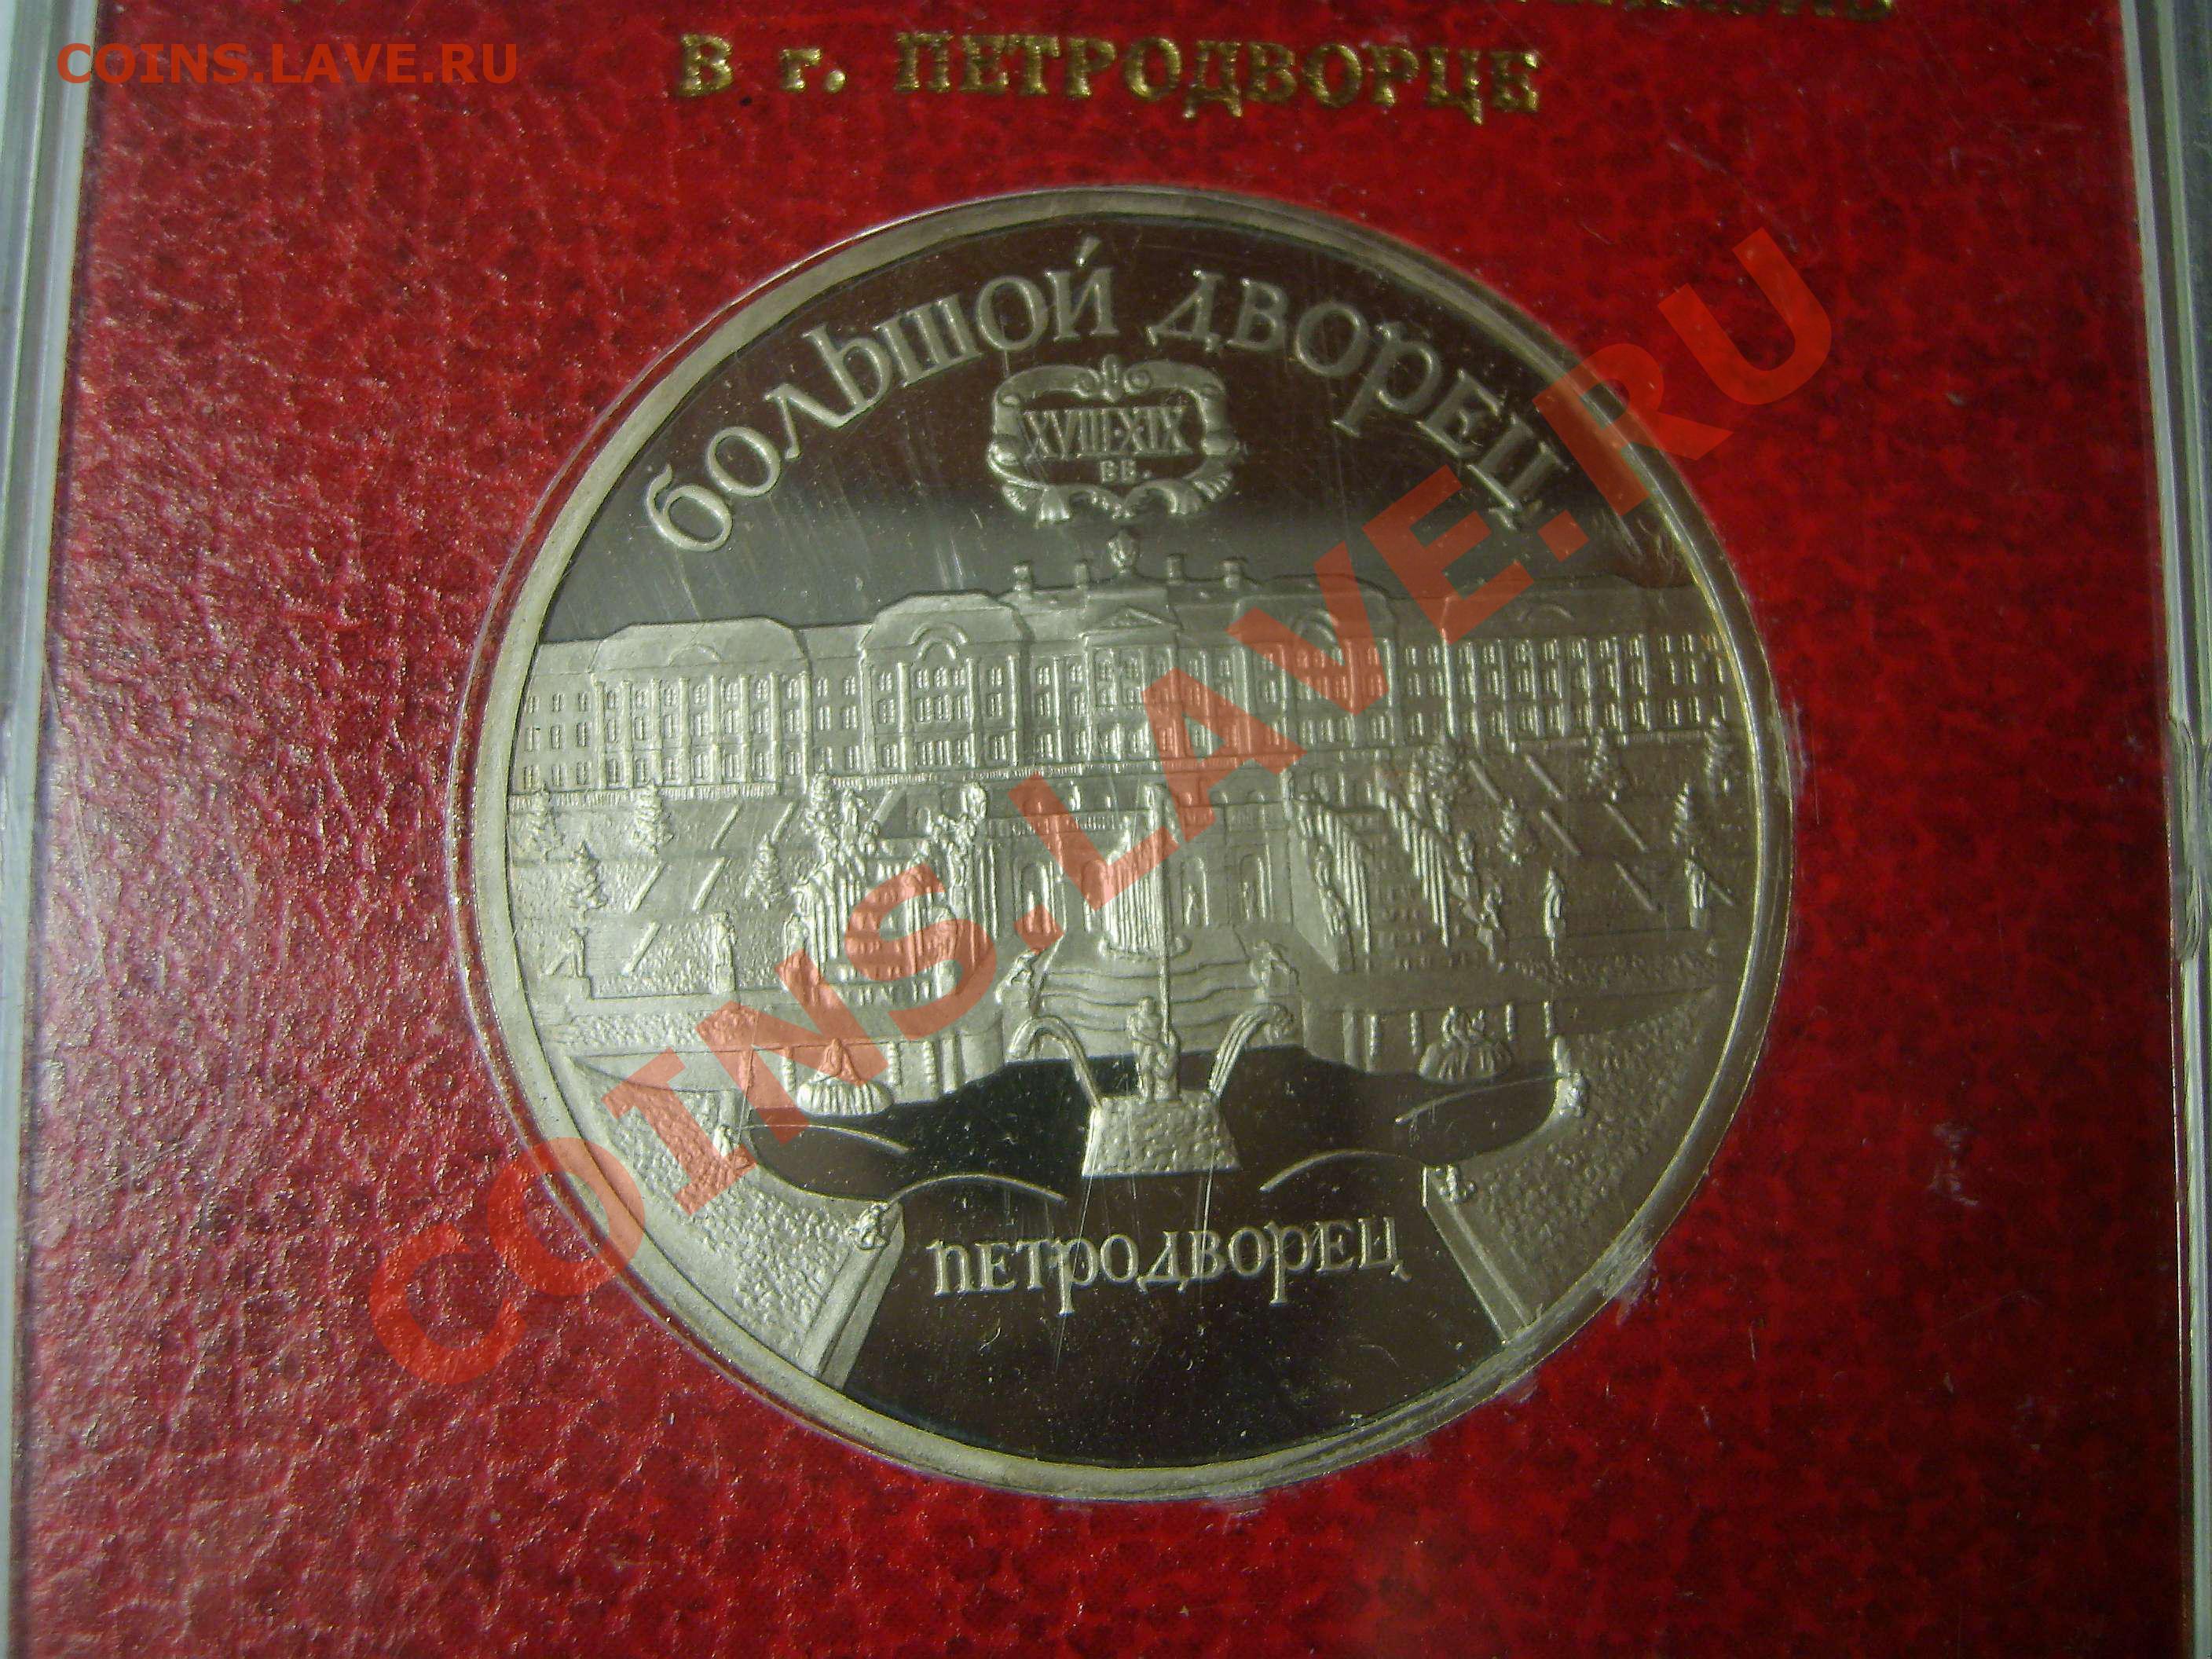 COINS.LAVE.RU
В г. ПЕТРОДВОРЦЕ
БОЛЬШОЙ ДВОРЕЦ
XVIII-XIX
ВВ.
COINS.LAVE.RU
ПЕТРОДВОРЕЦ